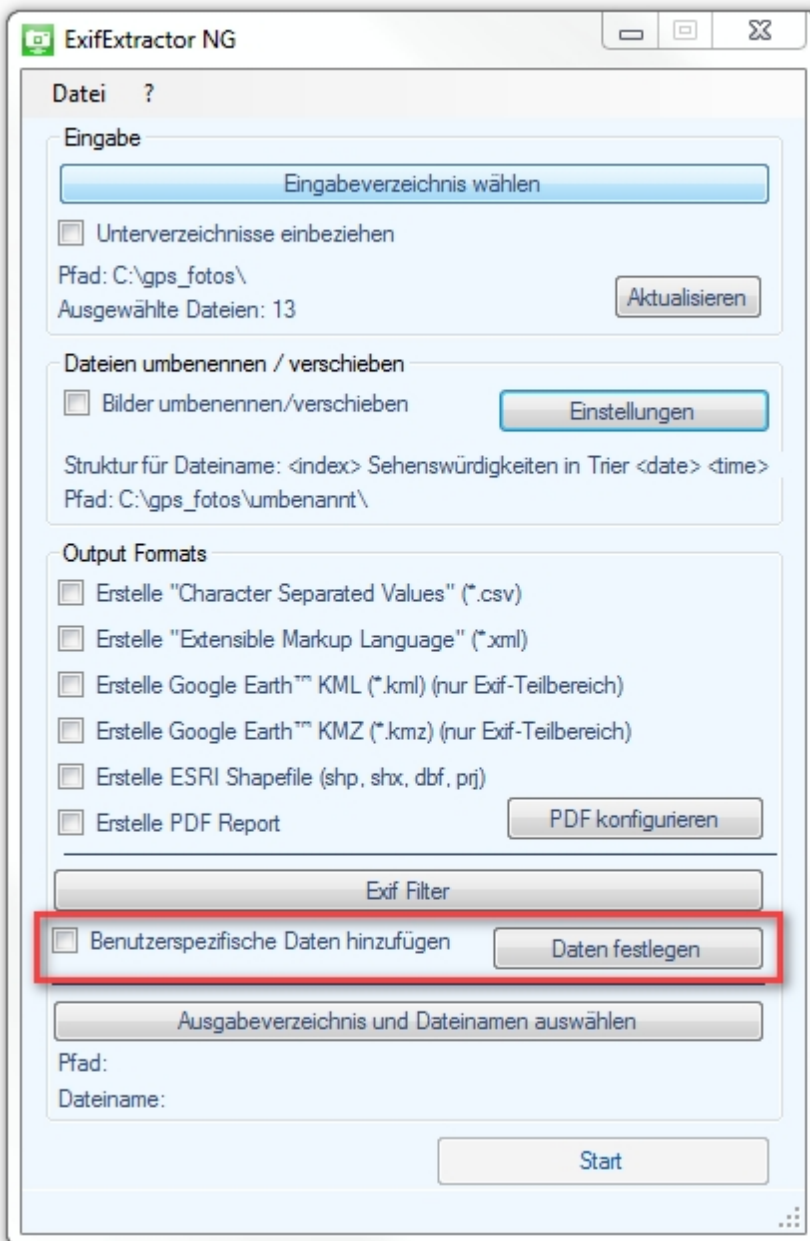 ExifExtractor NG
Datei ?
Eingabe
Eingabeverzeichnis wählen
Unterverzeichnisse einbeziehen
Pfad: C:\gps_fotos\
Ausgewählte Dateien: 13
Aktualisieren
Dateien umbenennen / verschieben
Bilder umbenennen/verschieben
Einstellungen
Struktur für Dateiname: <index> Sehenswürdigkeiten in Trier <date> <time>
Pfad: C:\gps_fotos\umbenannt\
Output Formats
Erstelle "Character Separated Values" (*.csv)
Erstelle "Extensible Markup Language" (*.xml)
Erstelle Google Earth™ KML (*.kml) (nur Exif-Teilbereich)
Erstelle Google Earth™ KMZ (*.kmz) (nur Exif-Teilbereich)
Erstelle ESRI Shapefile (shp, shx, dbf, prj)
Erstelle PDF Report
PDF konfigurieren
Exif Filter
Benutzerspezifische Daten hinzufügen
Daten festlegen
Ausgabeverzeichnis und Dateinamen auswählen
Pfad:
Dateiname:
Start